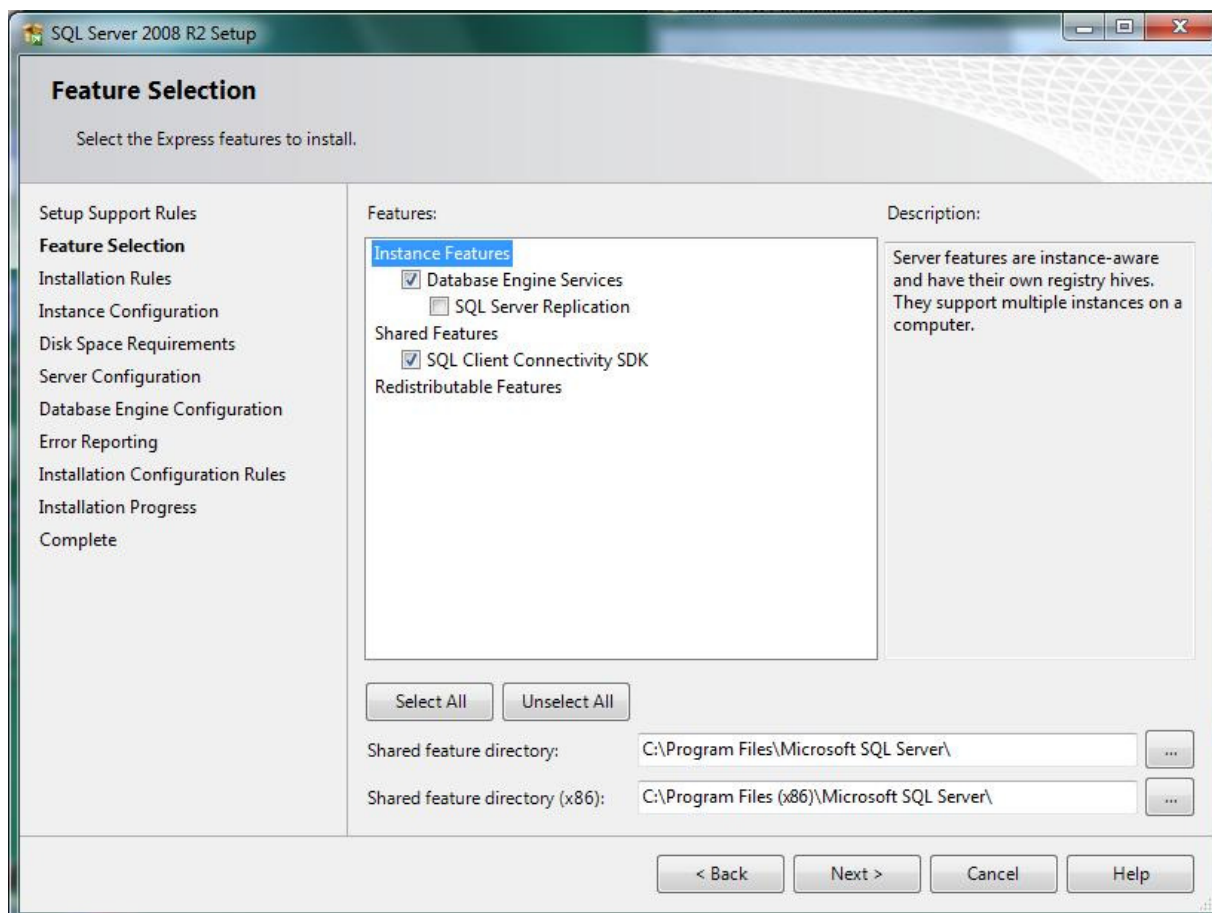 SQL Server 2008 R2 Setup
Feature Selection
Select the Express features to install.
Setup Support Rules
Feature Selection
Installation Rules
Instance Configuration
Disk Space Requirements
Server Configuration
Database Engine Configuration
Error Reporting
Installation Configuration Rules
Installation Progress
Complete
Features:
Instance Features
Database Engine Services
SQL Server Replication
Shared Features
SQL Client Connectivity SDK
Redistributable Features
Description:
Server features are instance-aware
and have their own registry hives.
They support multiple instances on a
computer.
Select All
Unselect All
Shared feature directory:
C:\Program Files\Microsoft SQL Server\
...
Shared feature directory (x86):
C:\Program Files (x86)\Microsoft SQL Server\
...
< Back
Next >
Cancel
Help